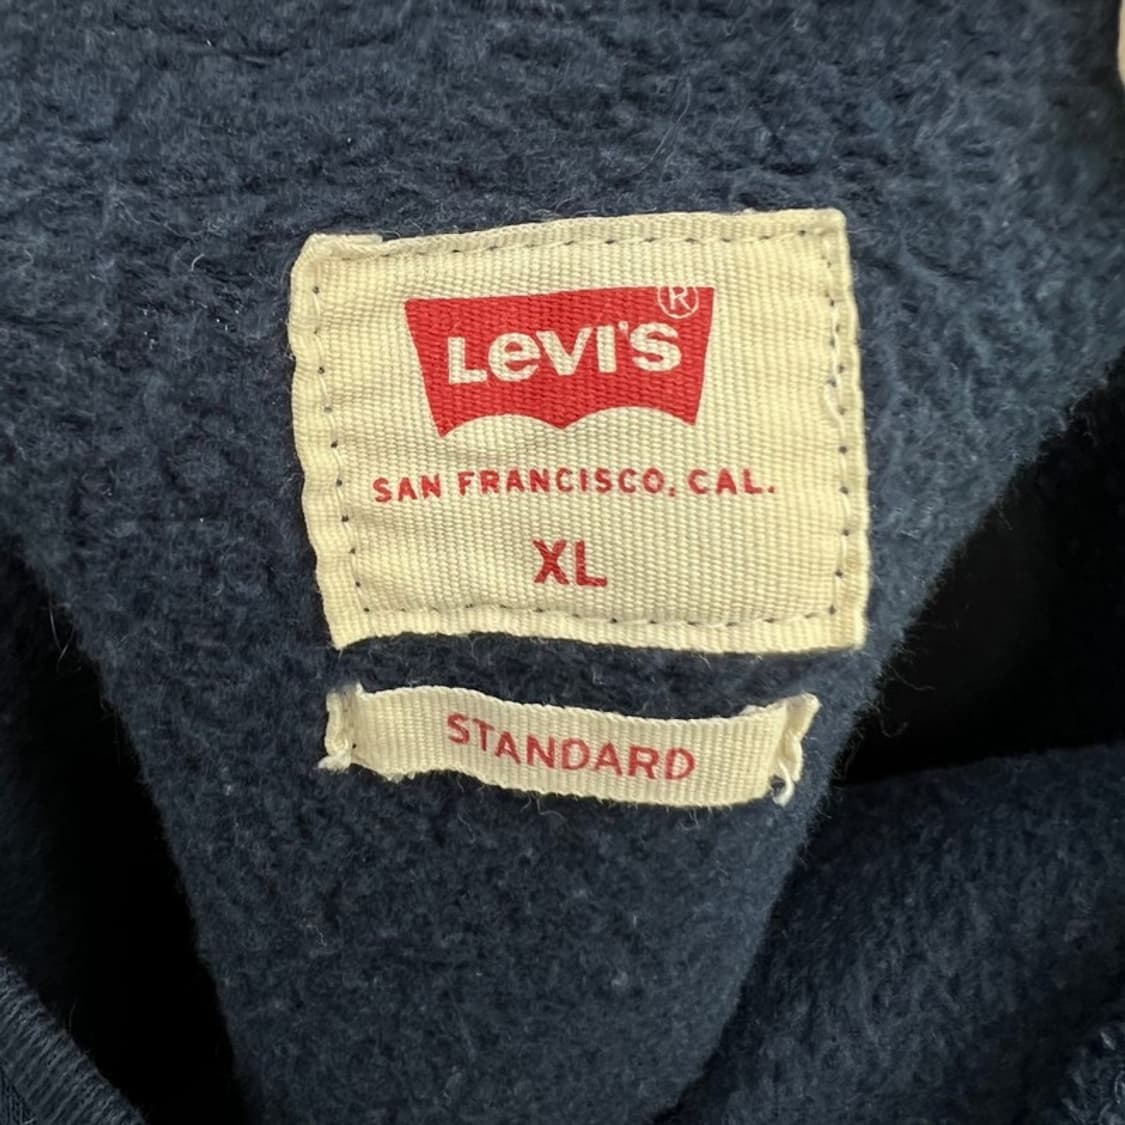 Levi's®
SAN FRANCISCO, CAL.
XL
STANDARD